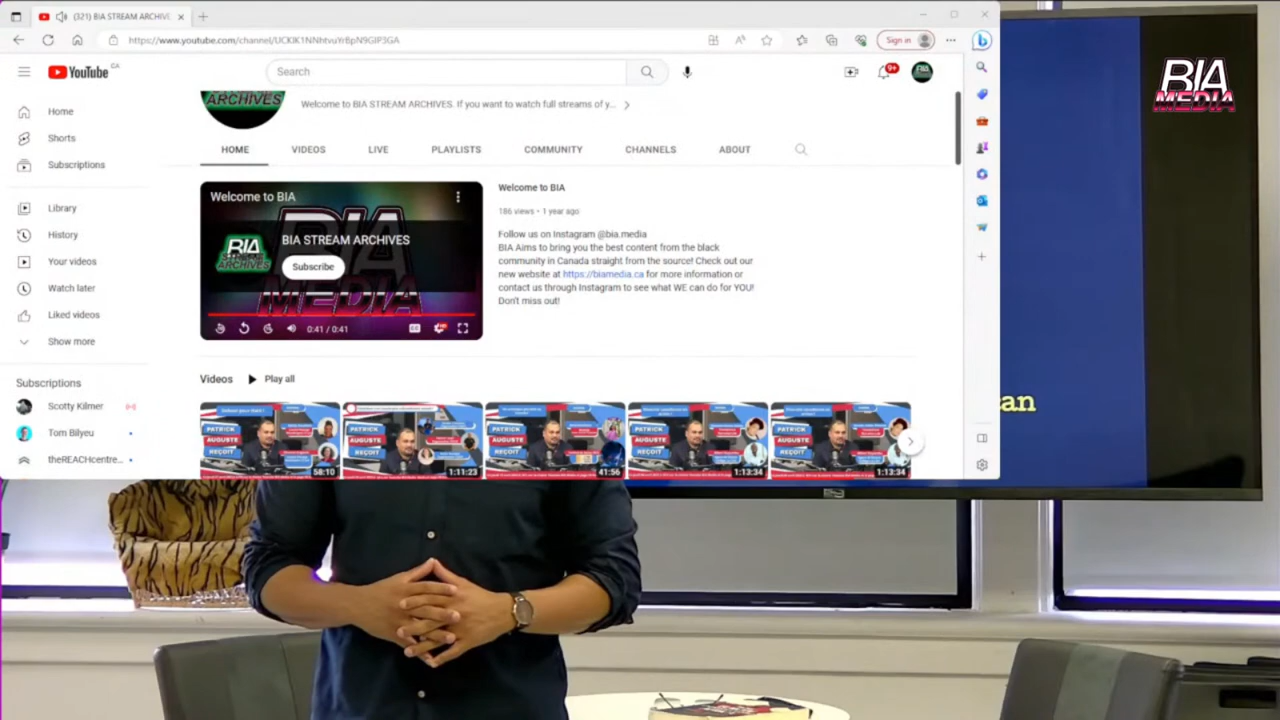 (321) BIA STREAM ARCHIVE
https://www.youtube.com/channel/UCKIK1NNhtvuYrBpN9GIP3GA
Sign in
YouTube CA
Search
9+
BIA
ARCHIVES
Welcome to BIA STREAM ARCHIVES. If you want to watch full streams of y...
HOME VIDEOS LIVE PLAYLISTS COMMUNITY CHANNELS ABOUT
Home
Shorts
Subscriptions
Library
History
Your videos
Watch later
Liked videos
Show more
Subscriptions
Scotty Kilmer
Tom Bilyeu
theREACHcentre...
Welcome to BIA
BIA STREAM ARCHIVES
Subscribe
BIA
STREAM
ARCHIVES
BIA
MEDIA
0:41 / 0:41
Welcome to BIA
186 views • 1 year ago
Follow us on Instagram @bia.media
BIA Aims to bring you the best content from the black
community in Canada straight from the source! Check out our
new website at https://biamedia.ca for more information or
contact us through Instagram to see what WE can do for YOU!
Don't miss out!
Videos Play all
PATRICK
AUGUSTE
REÇOIT
58:10
PATRICK
AUGUSTE
REÇOIT
1:11:23
PATRICK
AUGUSTE
REÇOIT
41:56
PATRICK
AUGUSTE
REÇOIT
1:13:34
PATRICK
AUGUSTE
REÇOIT
1:13:34
BIA
MEDIA
an